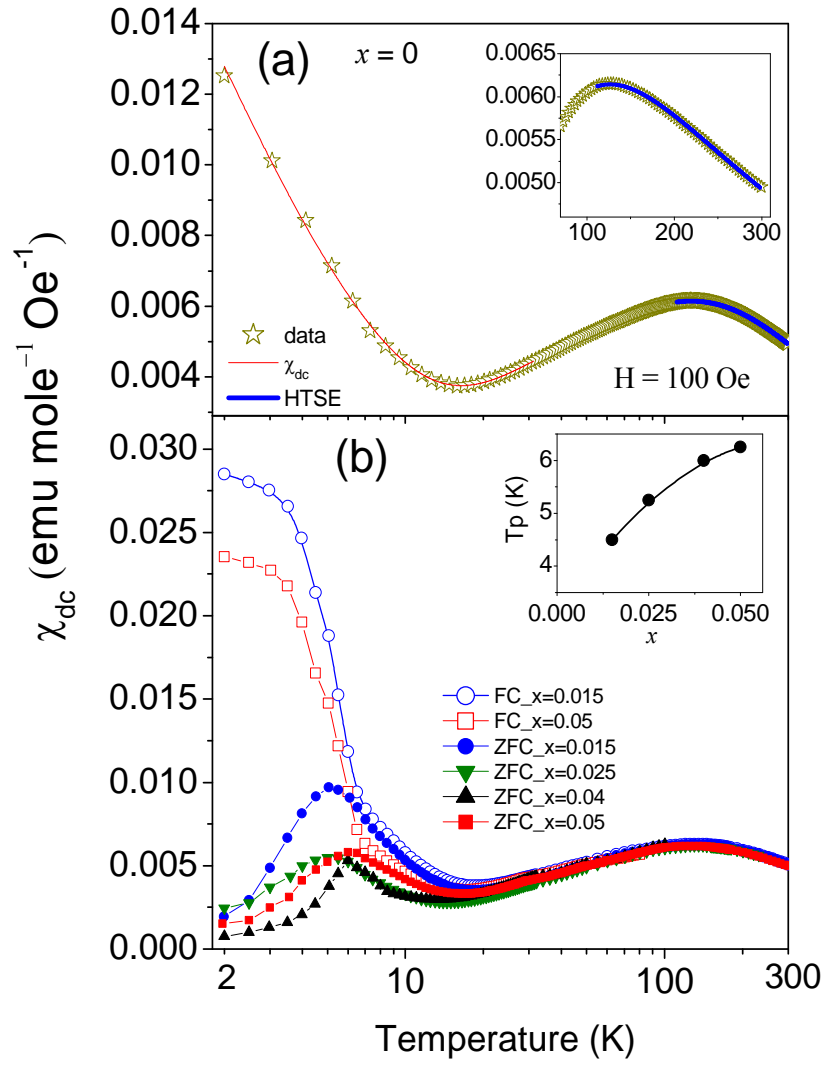 (a)
x = 0
0.014
0.012
0.010
0.008
0.006
0.004
0.0065
0.0060
0.0055
0.0050
100
200
300
data
χdc
HTSE
H = 100 Oe
χdc (emu mole⁻¹ Oe⁻¹)
(b)
0.030
0.025
0.020
0.015
0.010
0.005
0.000
Tp (K)
6
5
4
0.000
0.025
0.050
x
FC_x=0.015
FC_x=0.05
ZFC_x=0.015
ZFC_x=0.025
ZFC_x=0.04
ZFC_x=0.05
2
10
100
300
Temperature (K)